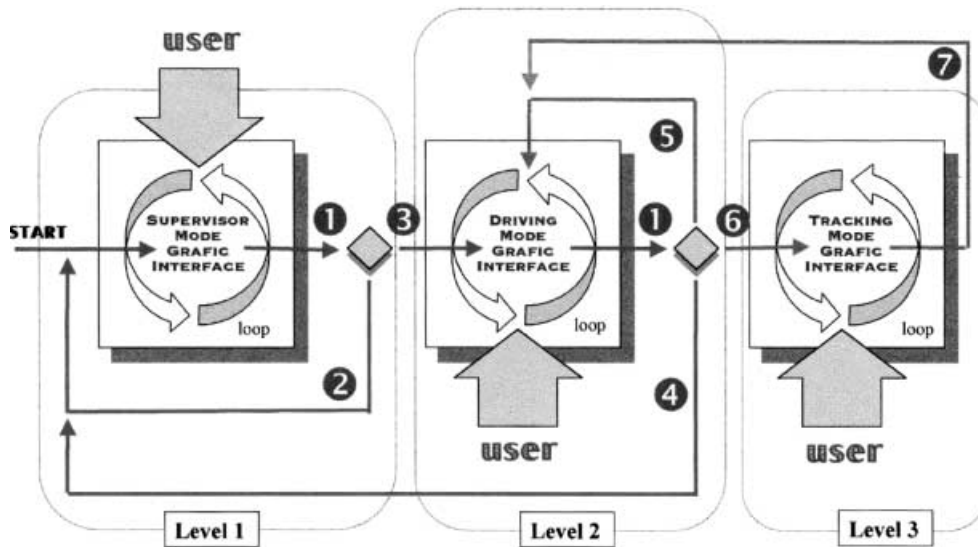 user
START
SUPERVISOR
MODE
GRAFIC
INTERFACE
loop
1
2
3
Level 1
DRIVING
MODE
GRAFIC
INTERFACE
loop
user
1
4
5
6
Level 2
TRACKING
MODE
GRAFIC
INTERFACE
loop
user
7
Level 3